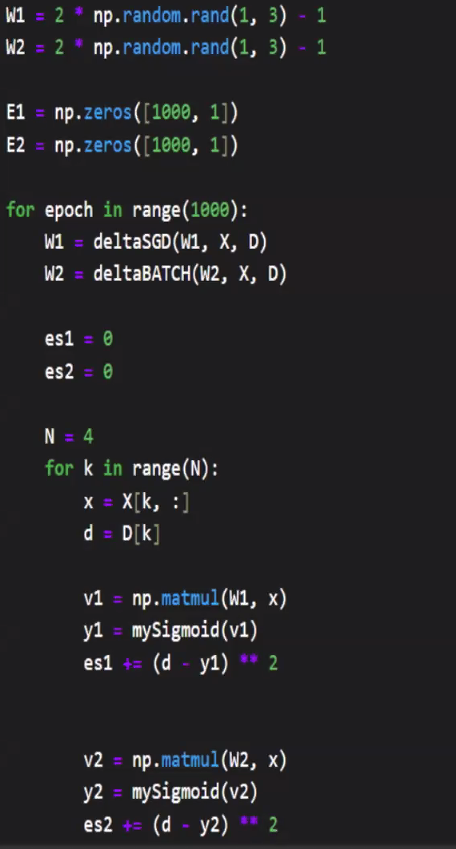 W1 = 2 * np.random.rand(1, 3) - 1
W2 = 2 * np.random.rand(1, 3) - 1
E1 = np.zeros([1000, 1])
E2 = np.zeros([1000, 1])
for epoch in range(1000):
W1 = deltaSGD(W1, X, D)
W2 = deltaBATCH(W2, X, D)
es1 = 0
es2 = 0
N = 4
for k in range(N):
x = X[k, :]
d = D[k]
v1 = np.matmul(W1, x)
y1 = mySigmoid(v1)
es1 += (d - y1) ** 2
v2 = np.matmul(W2, x)
y2 = mySigmoid(v2)
es2 += (d - y2) ** 2